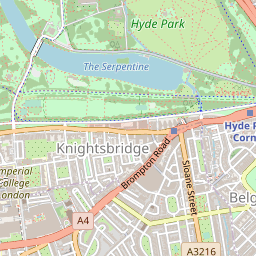 Hyde Park
The Serpentine
Hyde P
Corn
Knightsbridge
Imperial
College
London
Brompton Road
Sloane Street
Belg
A4
A3216